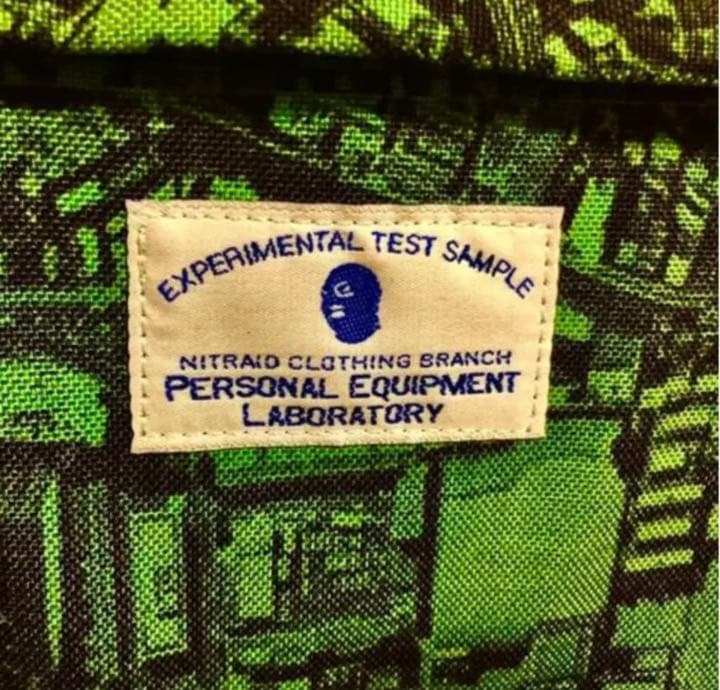 EXPERIMENTAL TEST SAMPLE
NITRAID CLOTHING BRANCH
PERSONAL EQUIPMENT
LABORATORY